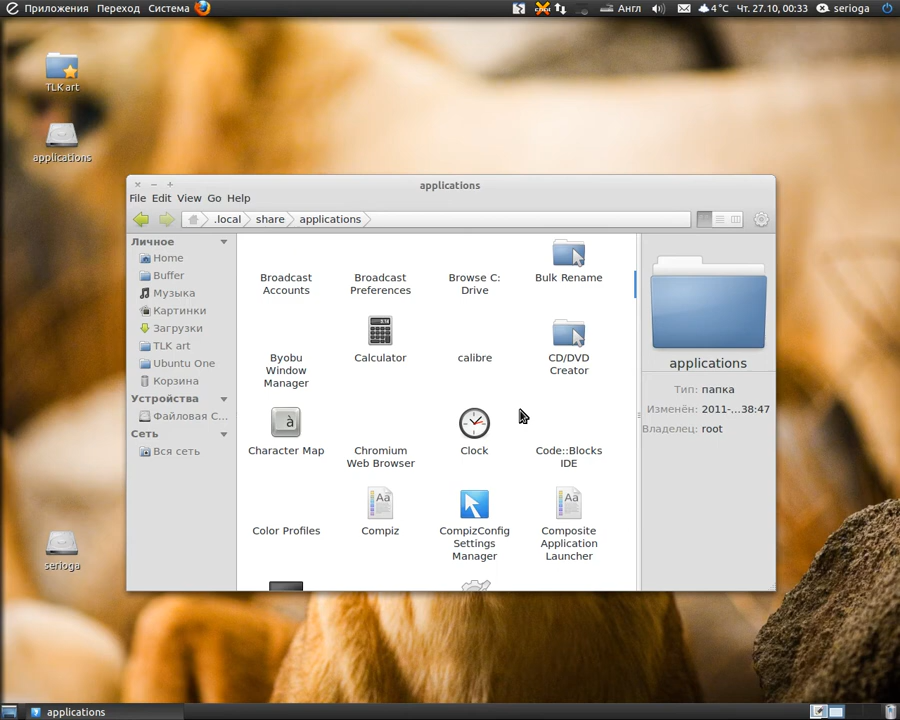 Приложения Переход Система
Англ
4°C
Чт. 27.10, 00:33
serioga
TLK art
applications
serioga
applications
File Edit View Go Help
.local
share
applications
Личное
Home
Buffer
Музыка
Картинки
Загрузки
TLK art
Ubuntu One
Корзина
Устройства
Файловая С...
Сеть
Вся сеть
Broadcast
Accounts
Broadcast
Preferences
Browse C:
Drive
Bulk Rename
Byobu
Window
Manager
Calculator
calibre
CD/DVD
Creator
Character Map
Chromium
Web Browser
Clock
Code::Blocks
IDE
Color Profiles
Compiz
CompizConfig
Settings
Manager
Composite
Application
Launcher
applications
Тип: папка
Изменён: 2011-...38:47
Владелец: root
applications